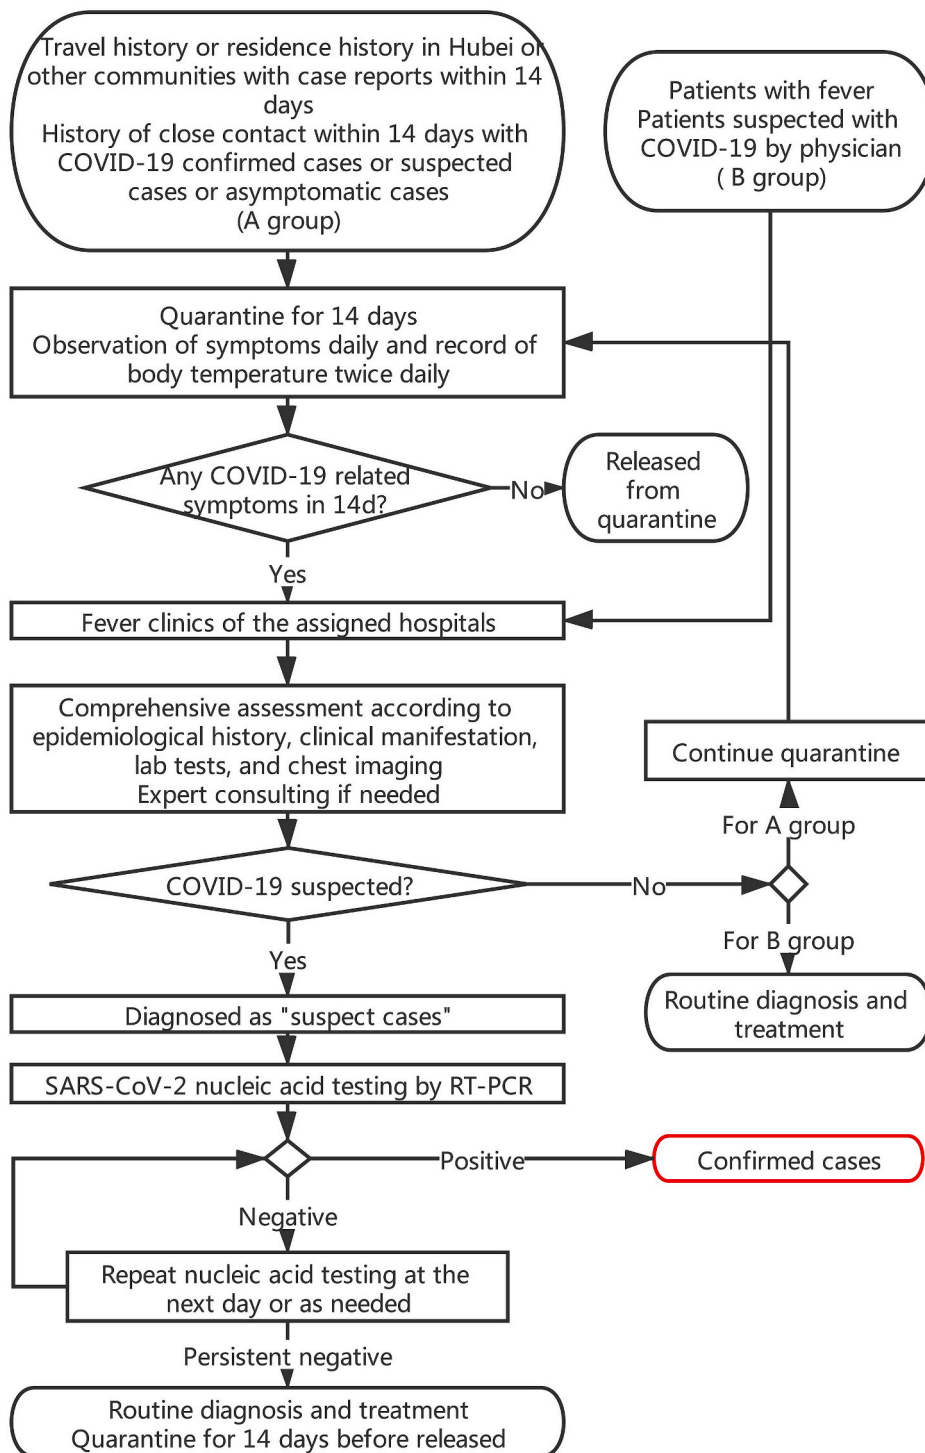 Travel history or residence history in Hubei or
other communities with case reports within 14
days
History of close contact within 14 days with
COVID-19 confirmed cases or suspected
cases or asymptomatic cases
(A group)
Patients with fever
Patients suspected with
COVID-19 by physician
( B group)
Quarantine for 14 days
Observation of symptoms daily and record of
body temperature twice daily
Any COVID-19 related
symptoms in 14d?
No
Released
from
quarantine
Yes
Fever clinics of the assigned hospitals
Comprehensive assessment according to
epidemiological history, clinical manifestation,
lab tests, and chest imaging
Expert consulting if needed
Continue quarantine
For A group
COVID-19 suspected?
No
For B group
Routine diagnosis and
treatment
Yes
Diagnosed as "suspect cases"
SARS-CoV-2 nucleic acid testing by RT-PCR
Positive
Confirmed cases
Negative
Repeat nucleic acid testing at the
next day or as needed
Persistent negative
Routine diagnosis and treatment
Quarantine for 14 days before released